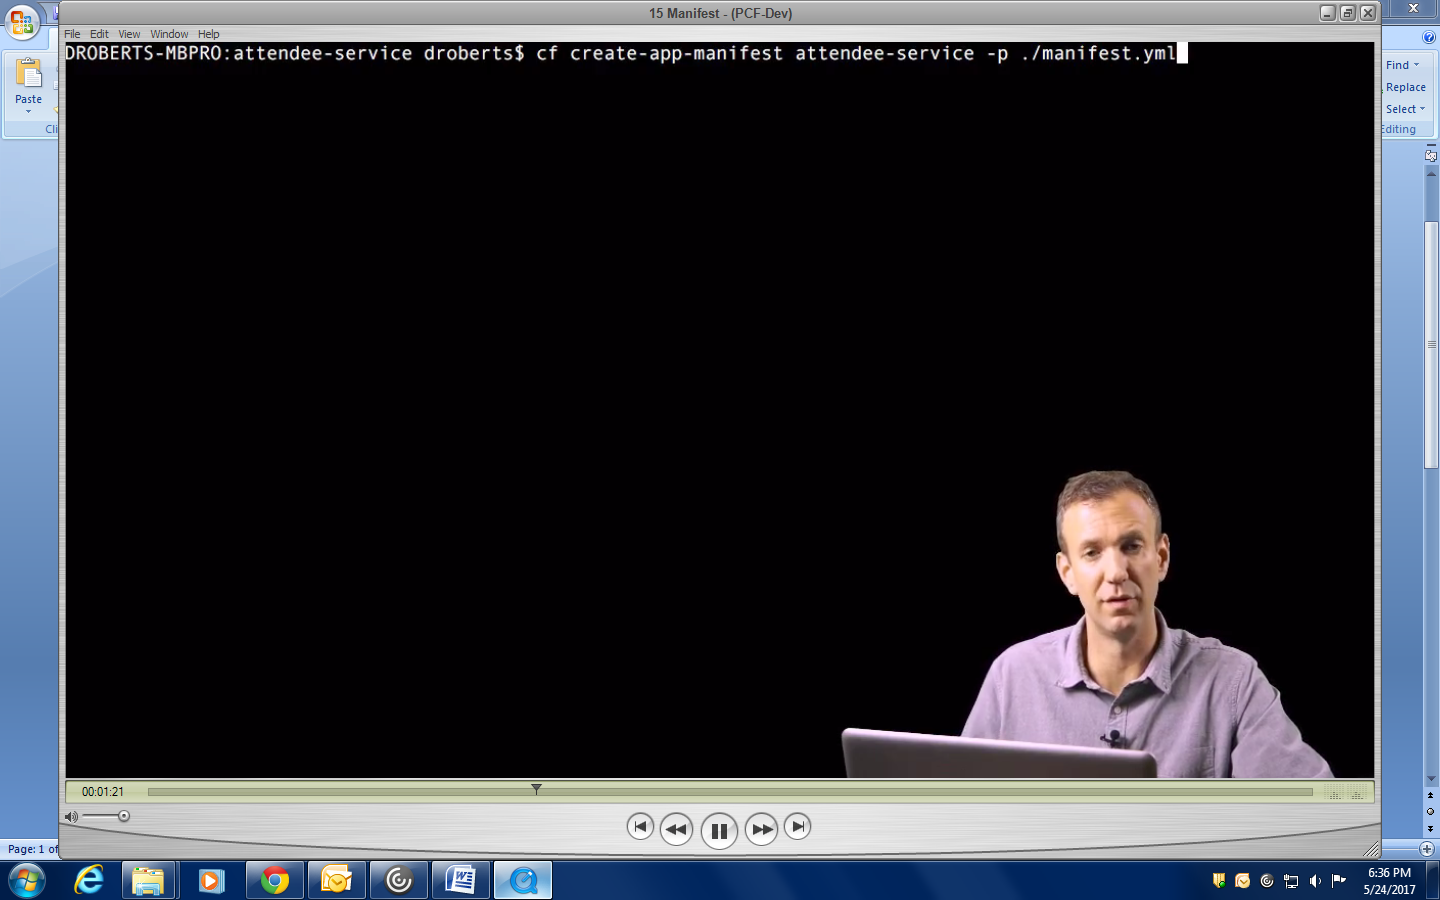 15 Manifest - (PCF-Dev)
File Edit View Window Help
DROBERTS-MBPRO:attendee-service droberts$ cf create-app-manifest attendee-service -p ./manifest.yml
Paste
Cli
Find
Replace
Select
Editing
00:01:21
Page: 1 of
6:36 PM
5/24/2017